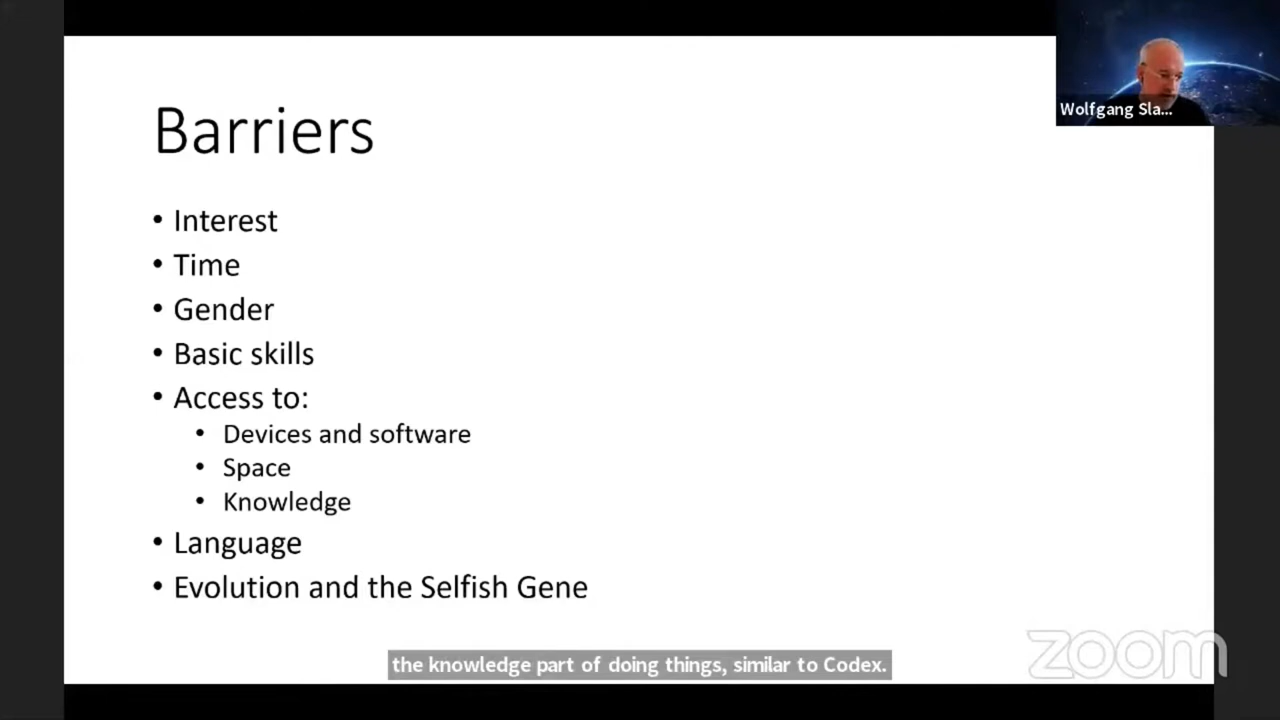 Barriers
Wolfgang Sla...
• Interest
• Time
• Gender
• Basic skills
• Access to:
• Devices and software
• Space
• Knowledge
• Language
• Evolution and the Selfish Gene
the knowledge part of doing things, similar to Codex.
zoom